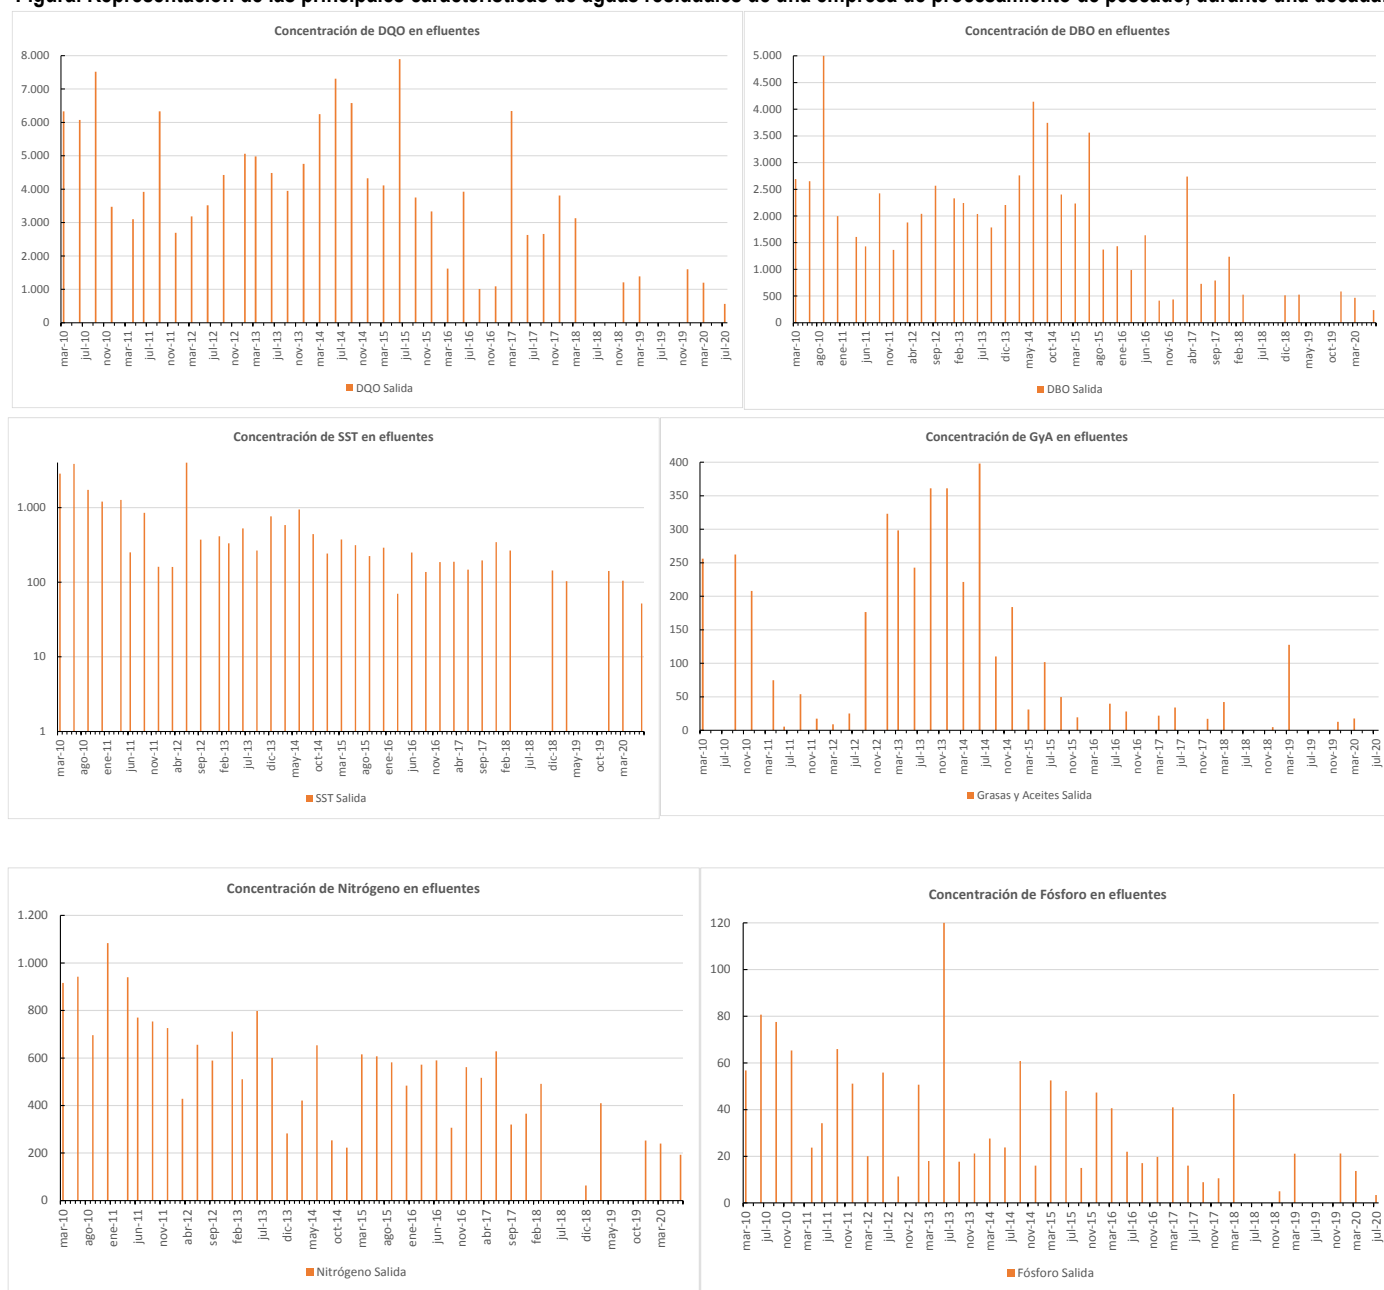 Figura. Representación de las principales características de aguas residuales de una empresa de procesamiento de pescado, durante una década.
Concentración de DQO en efluentes
8.000
7.000
6.000
5.000
4.000
3.000
2.000
1.000
0
mar-10 jul-10 nov-10 mar-11 jul-11 nov-11 mar-12 jul-12 nov-12 mar-13 jul-13 nov-13 mar-14 jul-14 nov-14 mar-15 jul-15 nov-15 mar-16 jul-16 nov-16 mar-17 jul-17 nov-17 mar-18 jul-18 nov-18 mar-19 jul-19 nov-19 mar-20 jul-20
DQO Salida
Concentración de DBO en efluentes
5.000
4.500
4.000
3.500
3.000
2.500
2.000
1.500
1.000
500
0
mar-10 ago-10 ene-11 jun-11 nov-11 abr-12 sep-12 feb-13 jul-13 dic-13 may-14 oct-14 mar-15 ago-15 ene-16 jun-16 nov-16 abr-17 sep-17 feb-18 jul-18 dic-18 may-19 oct-19 mar-20
DBO Salida
Concentración de SST en efluentes
1.000
100
10
1
mar-10 ago-10 ene-11 jun-11 nov-11 abr-12 sep-12 feb-13 jul-13 dic-13 may-14 oct-14 mar-15 ago-15 ene-16 jun-16 nov-16 abr-17 sep-17 feb-18 jul-18 dic-18 may-19 oct-19 mar-20
SST Salida
Concentración de GyA en efluentes
400
350
300
250
200
150
100
50
0
mar-10 jul-10 nov-10 mar-11 jul-11 nov-11 mar-12 jul-12 nov-12 mar-13 jul-13 nov-13 mar-14 jul-14 nov-14 mar-15 jul-15 nov-15 mar-16 jul-16 nov-16 mar-17 jul-17 nov-17 mar-18 jul-18 nov-18 mar-19 jul-19 nov-19 mar-20 jul-20
Grasas y Aceites Salida
Concentración de Nitrógeno en efluentes
1.200
1.000
800
600
400
200
0
mar-10 ago-10 ene-11 jun-11 nov-11 abr-12 sep-12 feb-13 jul-13 dic-13 may-14 oct-14 mar-15 ago-15 ene-16 jun-16 nov-16 abr-17 sep-17 feb-18 jul-18 dic-18 may-19 oct-19 mar-20
Nitrógeno Salida
Concentración de Fósforo en efluentes
120
100
80
60
40
20
0
mar-10 jul-10 nov-10 mar-11 jul-11 nov-11 mar-12 jul-12 nov-12 mar-13 jul-13 nov-13 mar-14 jul-14 nov-14 mar-15 jul-15 nov-15 mar-16 jul-16 nov-16 mar-17 jul-17 nov-17 mar-18 jul-18 nov-18 mar-19 jul-19 nov-19 mar-20 jul-20
Fósforo Salida